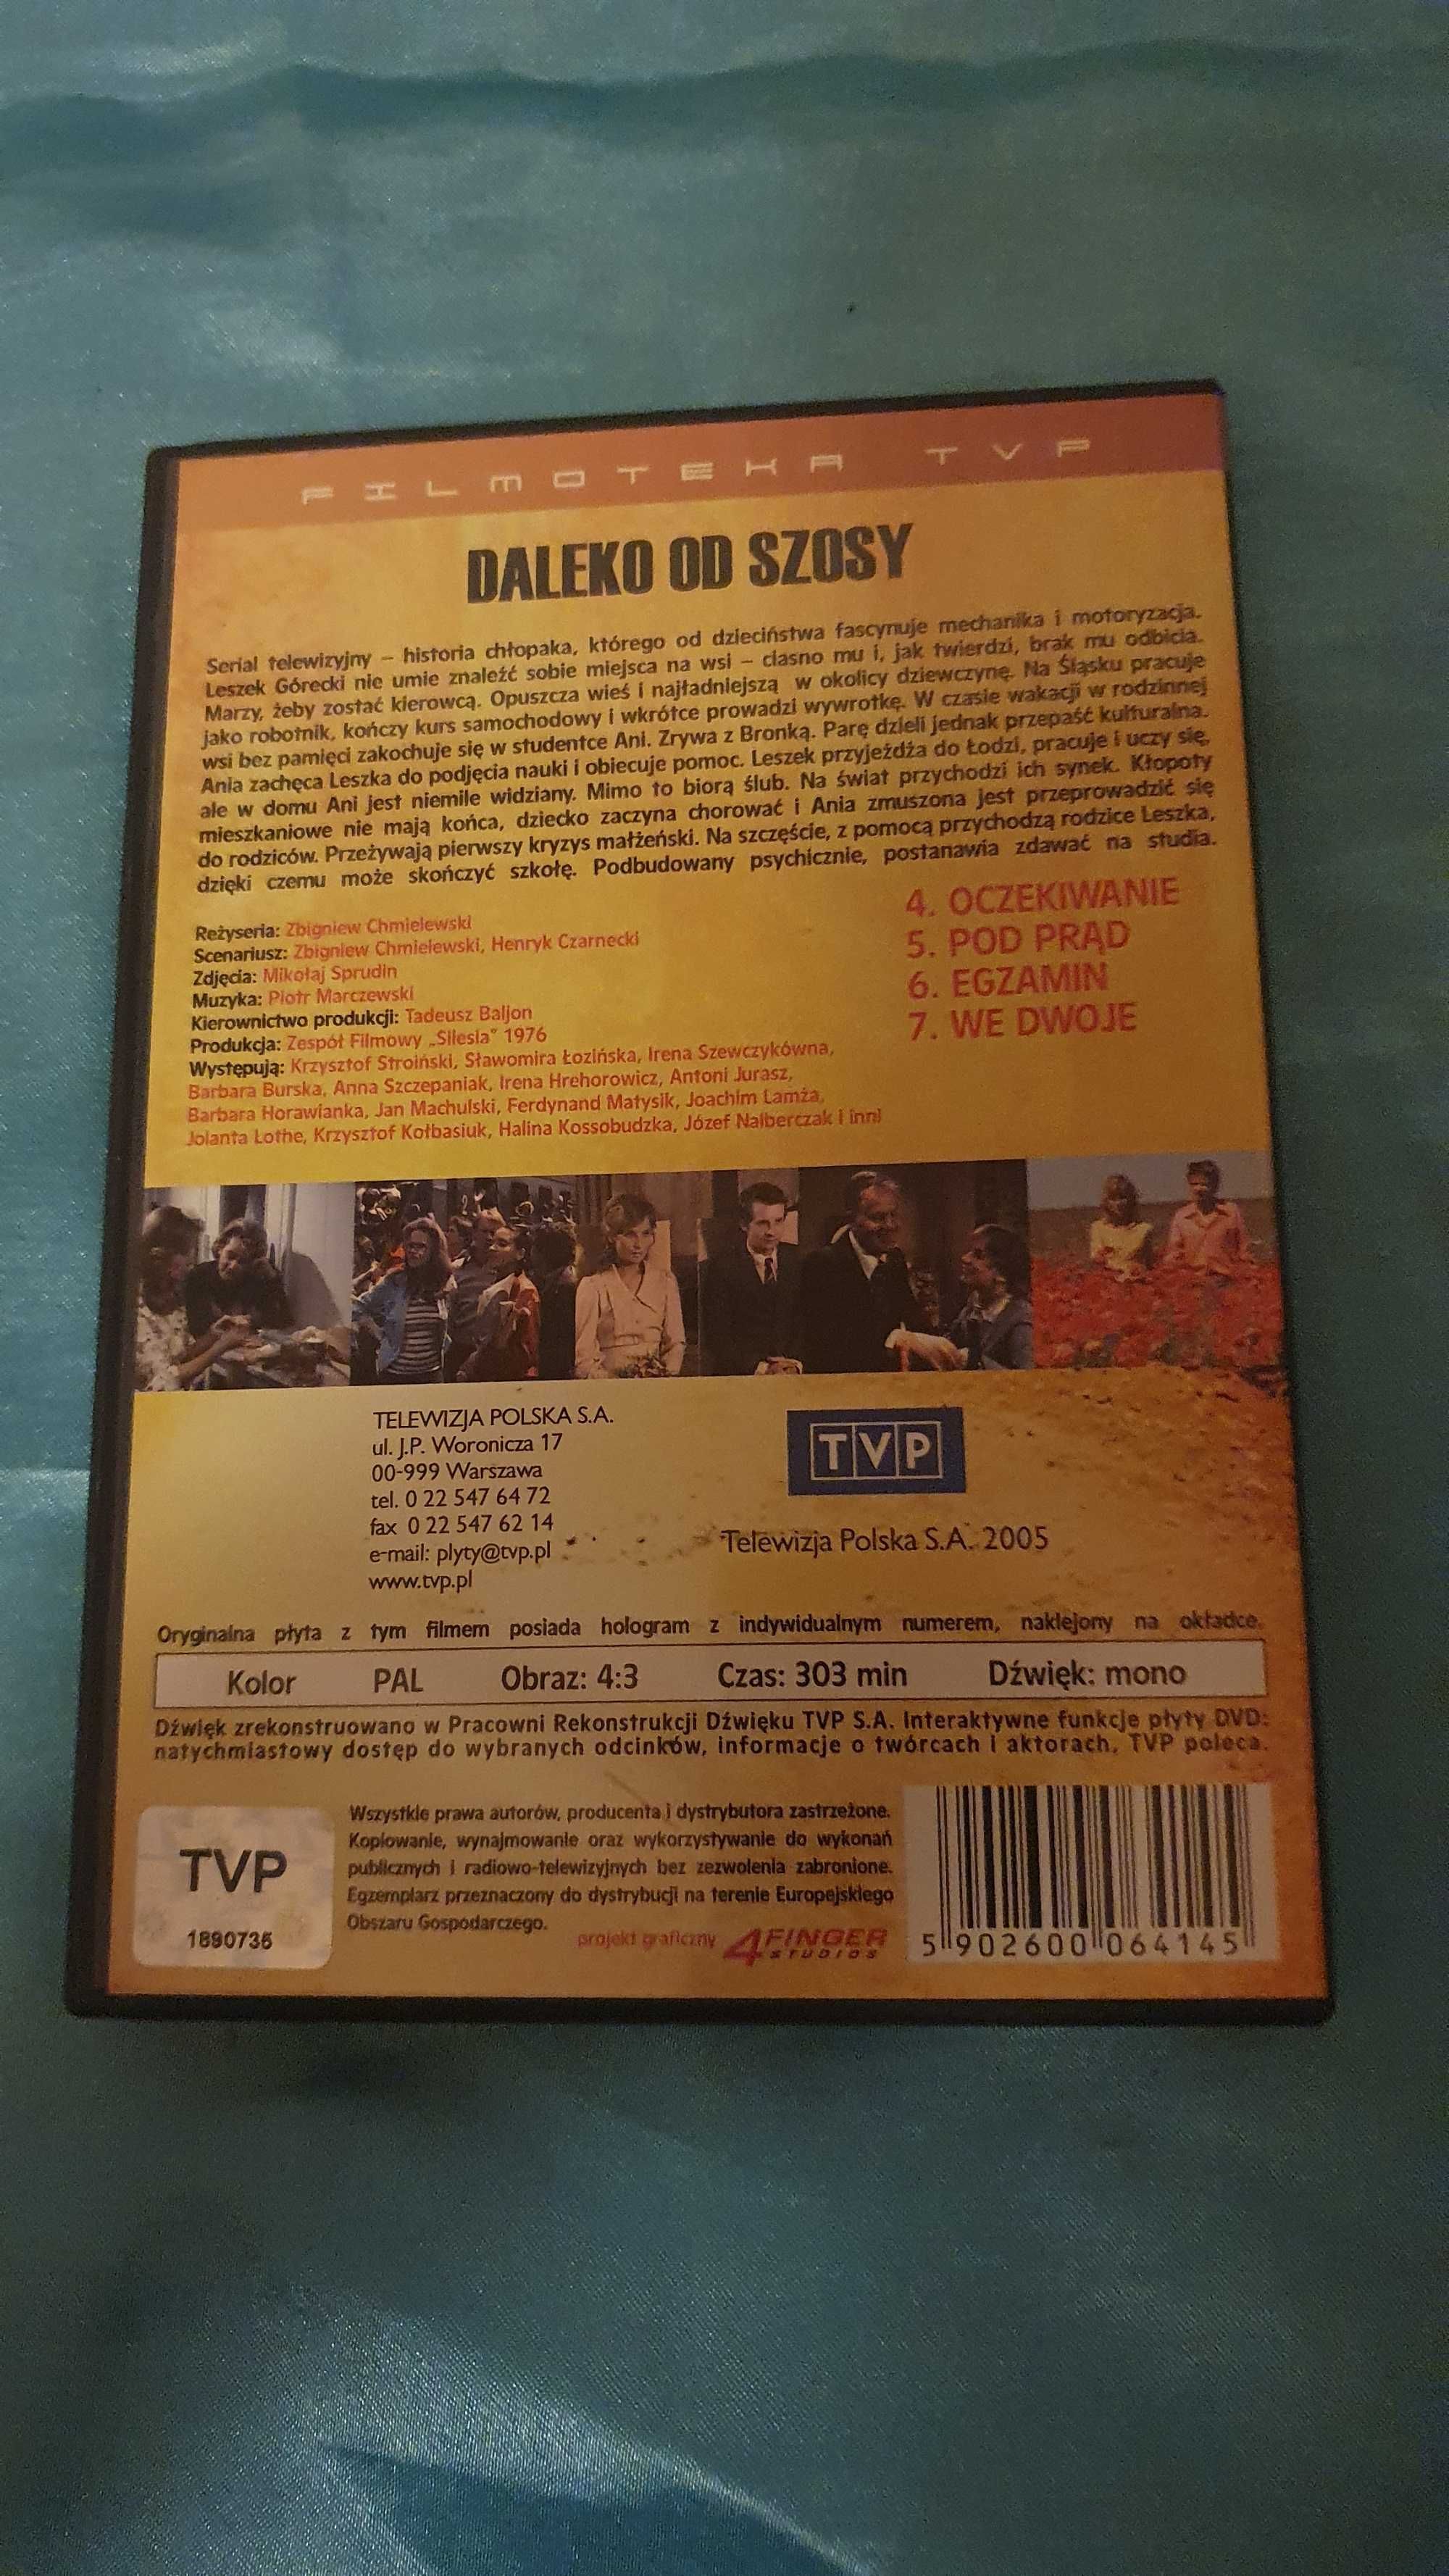 FILMOTEKA TVP
DALEKO OD SZOSY
Serial telewizyjny – historia chłopaka, którego od dzieciństwa fascynuje mechanika i motoryzacja.
Leszek Górecki nie umie znaleźć sobie miejsca na wsi – ciasno mu i, jak twierdzi, brak mu odbicia.
Marzy, żeby zostać kierowcą. Opuszcza wieś i najładniejszą w okolicy dziewczynę. Na Śląsku pracuje
jako robotnik, kończy kurs samochodowy i wkrótce prowadzi wywrotkę. W czasie wakacji w rodzinnej
wsi bez pamięci zakochuje się w studentce Ani. Zrywa z Bronką. Parę dzieli jednak przepaść kulturalna.
Ania zachęca Leszka do podjęcia nauki i obiecuje pomoc. Leszek przyjeżdża do Łodzi, pracuje i uczy się,
ale w domu Ani jest niemile widziany. Mimo to biorą ślub. Na świat przychodzi ich synek. Kłopoty
mieszkaniowe nie mają końca, dziecko zaczyna chorować i Ania zmuszona jest przeprowadzić się
do rodziców. Przeżywają pierwszy kryzys małżeński. Na szczęście, z pomocą przychodzą rodzice Leszka,
dzięki czemu może skończyć szkołę. Podbudowany psychicznie, postanawia zdawać na studia.
4. OCZEKIWANIE
5. POD PRĄD
6. EGZAMIN
7. WE DWOJE
Reżyseria: Zbigniew Chmielewski
Scenariusz: Zbigniew Chmielewski, Henryk Czarnecki
Zdjęcia: Mikołaj Sprudin
Muzyka: Piotr Marczewski
Kierownictwo produkcji: Tadeusz Baljon
Produkcja: Zespół Filmowy „Silesia" 1976
Występują: Krzysztof Stroiński, Sławomira Łozińska, Irena Szewczykówna,
Barbara Burska, Anna Szczepaniak, Irena Hrehorowicz, Antoni Jurasz,
Barbara Horawianka, Jan Machulski, Ferdynand Matysik, Joachim Lamża,
Jolanta Lothe, Krzysztof Kołbasiuk, Halina Kossobudzka, Józef Nalberczak i inni
TELEWIZJA POLSKA S.A.
ul. J.P. Woronicza 17
00-999 Warszawa
tel. 0 22 547 64 72
fax 0 22 547 62 14
e-mail: plyty@tvp.pl
www.tvp.pl
TVP
Telewizja Polska S.A. 2005
Oryginalna płyta z tym filmem posiada hologram z indywidualnym numerem, naklejony na okładce.
Kolor PAL Obraz: 4:3 Czas: 303 min Dźwięk: mono
Dźwięk zrekonstruowano w Pracowni Rekonstrukcji Dźwięku TVP S.A. Interaktywne funkcje płyty DVD:
natychmiastowy dostęp do wybranych odcinków, informacje o twórcach i aktorach, TVP poleca.
TVP
1890735
Wszystkie prawa autorów, producenta i dystrybutora zastrzeżone.
Kopiowanie, wynajmowanie oraz wykorzystywanie do wykonań
publicznych i radiowo-telewizyjnych bez zezwolenia zabronione.
Egzemplarz przeznaczony do dystrybucji na terenie Europejskiego
Obszaru Gospodarczego.
projekt graficzny 4FINGER STUDIOS
5 902600 064145